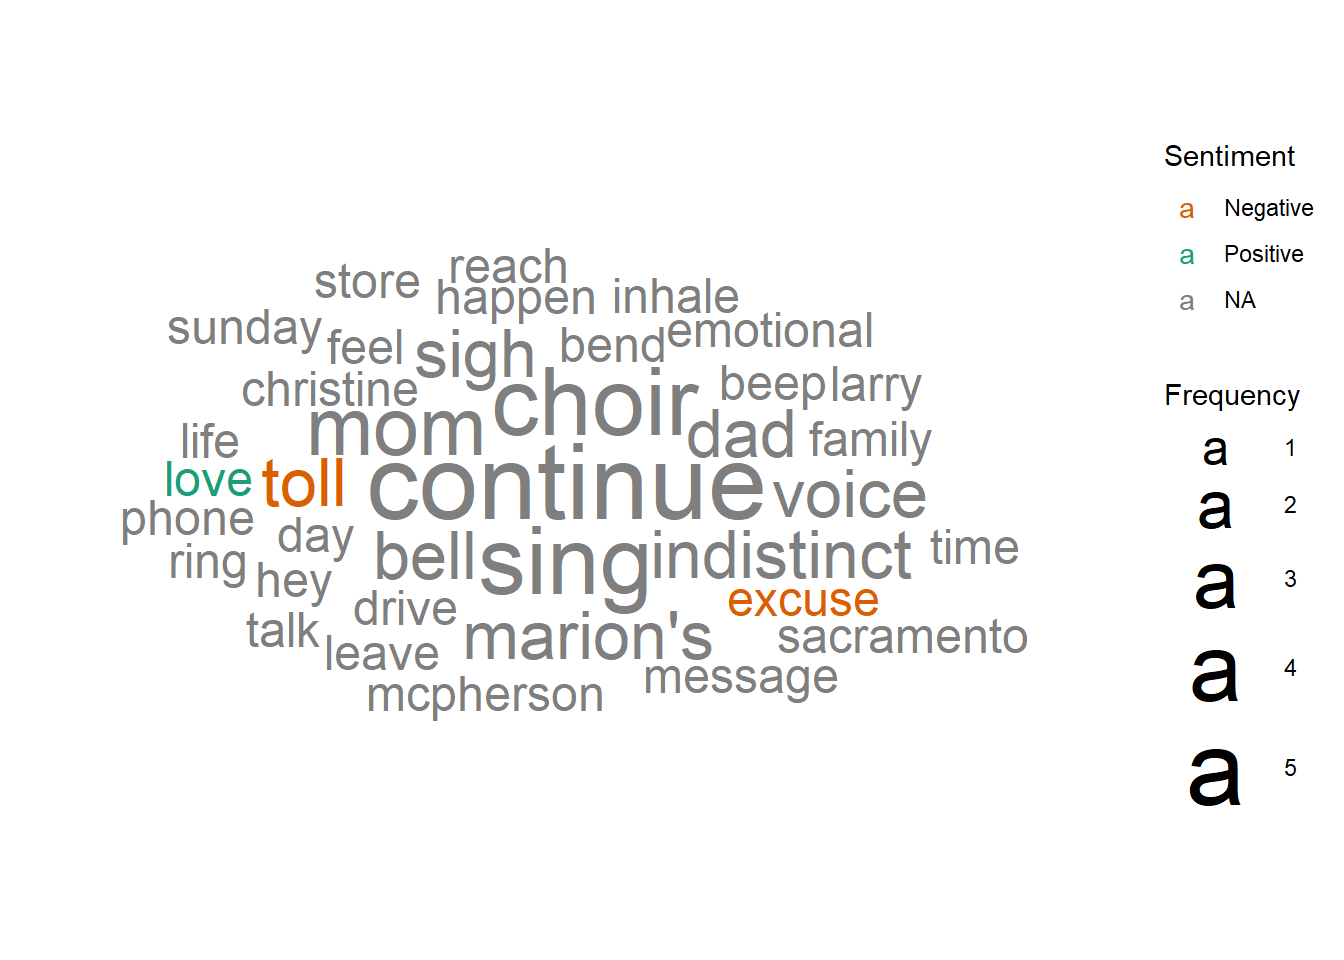 reach
store
happen
inhale
sunday
feel
sigh
bend
emotional
christine
choir
beep
larry
mom
dad
family
life
love
toll
continue
voice
phone
day
bell
sing
indistinct
time
ring
hey
drive
excuse
talk
leave
marion's
sacramento
mcpherson
message
Sentiment
a Negative
a Positive
a NA
Frequency
a 1
a 2
a 3
a 4
a 5